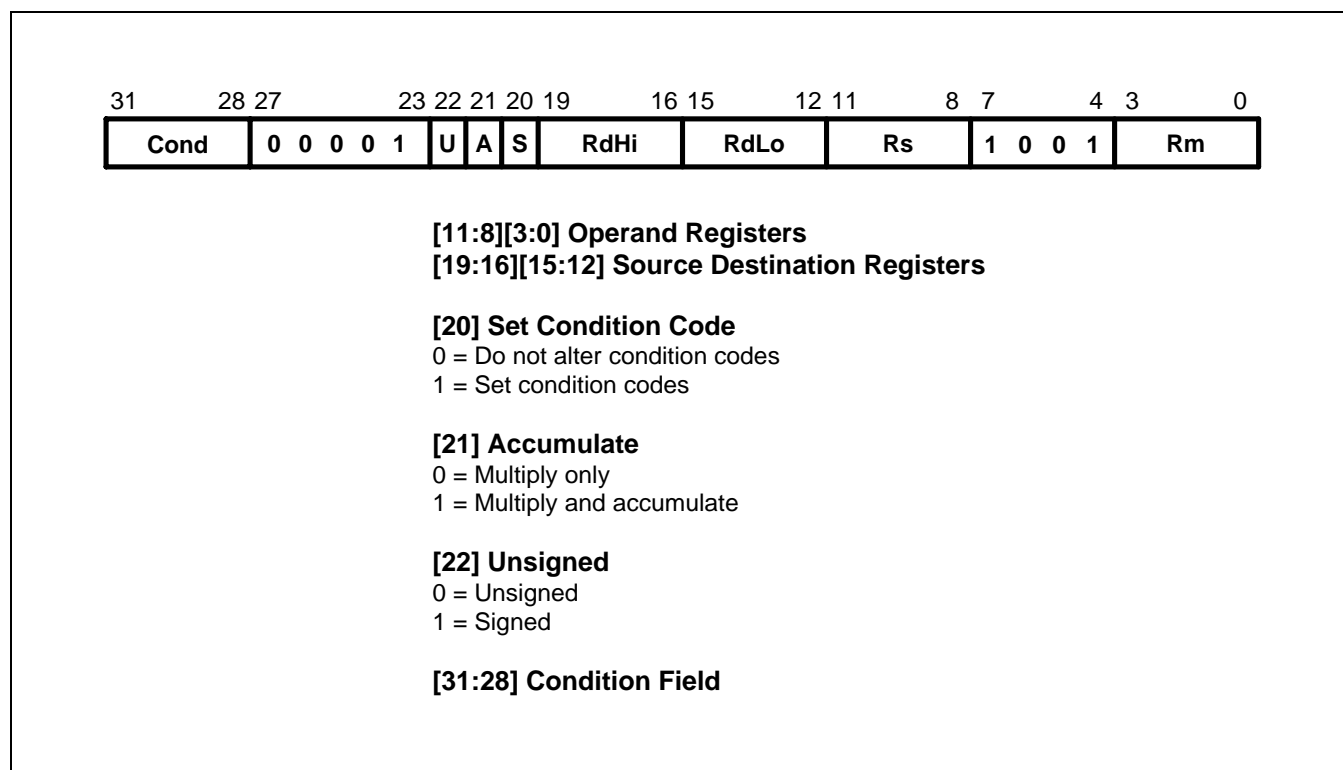 31 28 27 23 22 21 20 19 16 15 12 11 8 7 4 3 0
Cond 0 0 0 0 1 U A S RdHi RdLo Rs 1 0 0 1 Rm
[11:8][3:0] Operand Registers
[19:16][15:12] Source Destination Registers
[20] Set Condition Code
0 = Do not alter condition codes
1 = Set condition codes
[21] Accumulate
0 = Multiply only
1 = Multiply and accumulate
[22] Unsigned
0 = Unsigned
1 = Signed
[31:28] Condition Field